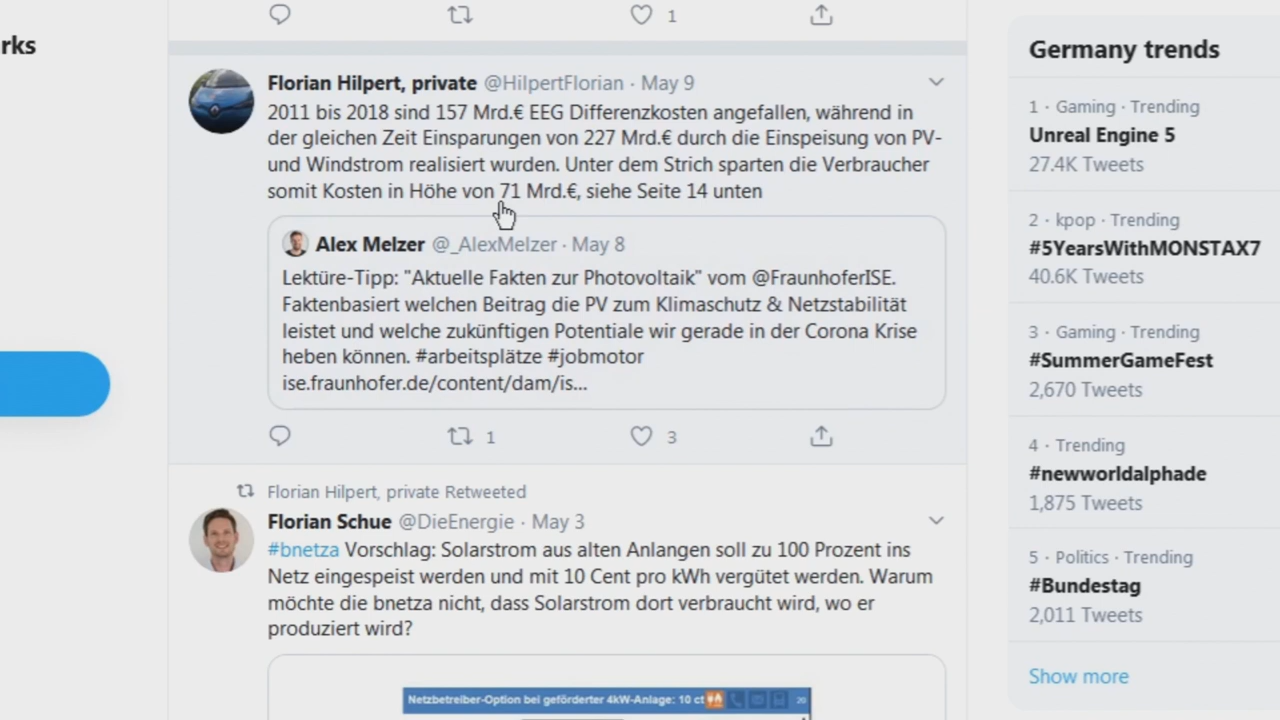 rks
1
Florian Hilpert, private @HilpertFlorian · May 9
2011 bis 2018 sind 157 Mrd.€ EEG Differenzkosten angefallen, während in
der gleichen Zeit Einsparungen von 227 Mrd.€ durch die Einspeisung von PV-
und Windstrom realisiert wurden. Unter dem Strich sparten die Verbraucher
somit Kosten in Höhe von 71 Mrd.€, siehe Seite 14 unten
Alex Melzer @_AlexMelzer · May 8
Lektüre-Tipp: "Aktuelle Fakten zur Photovoltaik" vom @FraunhoferISE.
Faktenbasiert welchen Beitrag die PV zum Klimaschutz & Netzstabilität
leistet und welche zukünftigen Potentiale wir gerade in der Corona Krise
heben können. #arbeitsplätze #jobmotor
ise.fraunhofer.de/content/dam/is...
1 3
Florian Hilpert, private Retweeted
Florian Schue @DieEnergie · May 3
#bnetza Vorschlag: Solarstrom aus alten Anlangen soll zu 100 Prozent ins
Netz eingespeist werden und mit 10 Cent pro kWh vergütet werden. Warum
möchte die bnetza nicht, dass Solarstrom dort verbraucht wird, wo er
produziert wird?
Netzbetreiber-Option bei geförderter 4kW-Anlage: 10 ct
20
Germany trends
1 · Gaming · Trending
Unreal Engine 5
27.4K Tweets
2 · kpop · Trending
#5YearsWithMONSTAX7
40.6K Tweets
3 · Gaming · Trending
#SummerGameFest
2,670 Tweets
4 · Trending
#newworldalphade
1,875 Tweets
5 · Politics · Trending
#Bundestag
2,011 Tweets
Show more